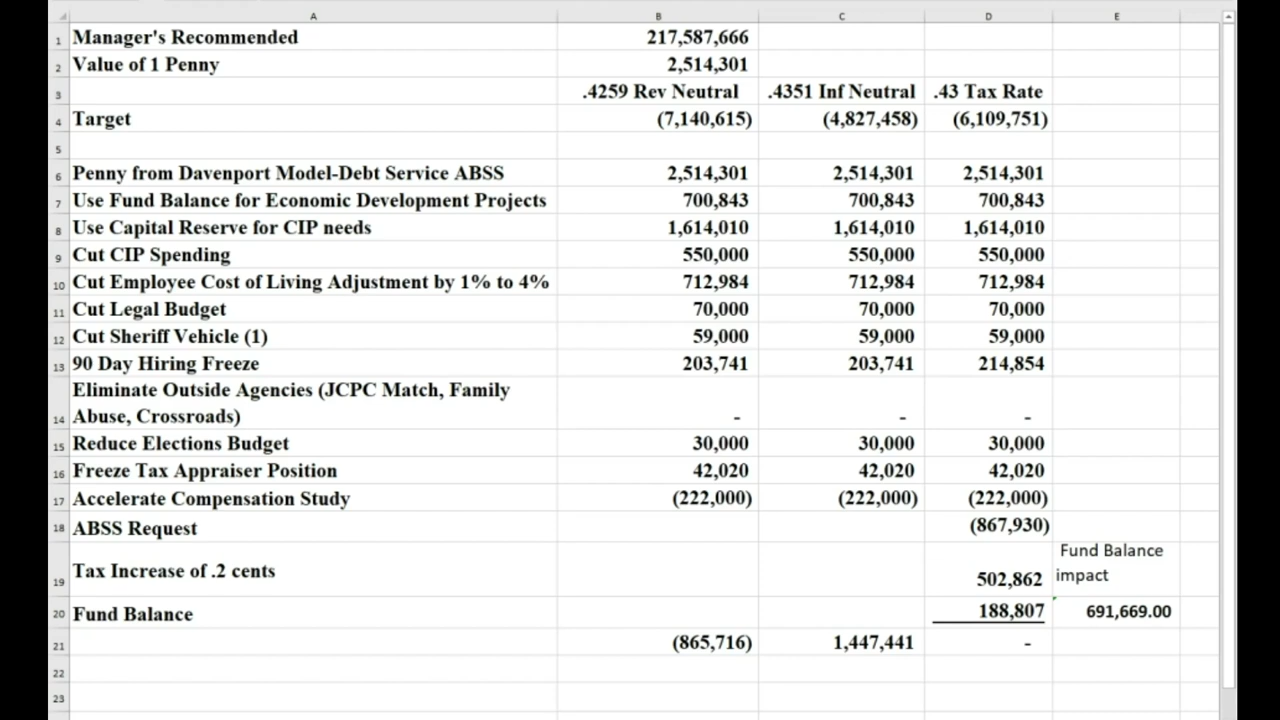 A B C D E
1 Manager's Recommended 217,587,666
2 Value of 1 Penny 2,514,301
3 .4259 Rev Neutral .4351 Inf Neutral .43 Tax Rate
4 Target (7,140,615) (4,827,458) (6,109,751)
5
6 Penny from Davenport Model-Debt Service ABSS 2,514,301 2,514,301 2,514,301
7 Use Fund Balance for Economic Development Projects 700,843 700,843 700,843
8 Use Capital Reserve for CIP needs 1,614,010 1,614,010 1,614,010
9 Cut CIP Spending 550,000 550,000 550,000
10 Cut Employee Cost of Living Adjustment by 1% to 4% 712,984 712,984 712,984
11 Cut Legal Budget 70,000 70,000 70,000
12 Cut Sheriff Vehicle (1) 59,000 59,000 59,000
13 90 Day Hiring Freeze 203,741 203,741 214,854
Eliminate Outside Agencies (JCPC Match, Family
14 Abuse, Crossroads) - - -
15 Reduce Elections Budget 30,000 30,000 30,000
16 Freeze Tax Appraiser Position 42,020 42,020 42,020
17 Accelerate Compensation Study (222,000) (222,000) (222,000)
18 ABSS Request (867,930)
Fund Balance
19 Tax Increase of .2 cents 502,862 impact
20 Fund Balance 188,807 691,669.00
21 (865,716) 1,447,441 -
22
23